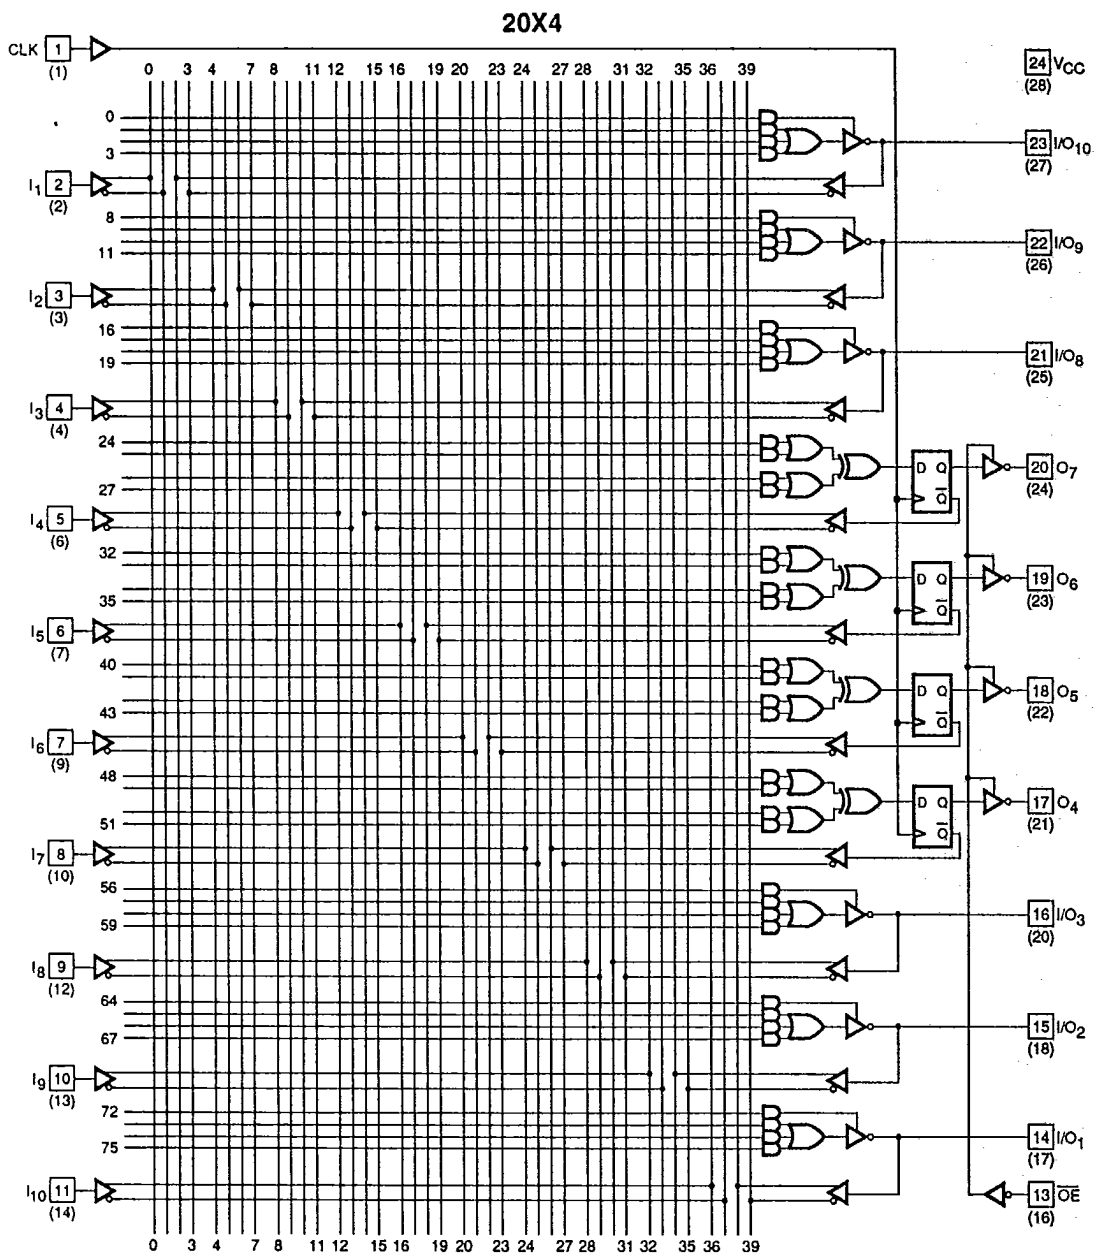 20X4
CLK 1
(1)
0 3 4 7 8 11 12 15 16 19 20 23 24 27 28 31 32 35 36 39
24 VCC
(28)
0
3
23 I/O10
(27)
I1 2
(2)
8
11
22 I/O9
(26)
I2 3
(3)
16
19
21 I/O8
(25)
I3 4
(4)
24
27
D Q
Q̅
20 O7
(24)
I4 5
(6)
32
35
D Q
Q̅
19 O6
(23)
I5 6
(7)
40
43
D Q
Q̅
18 O5
(22)
I6 7
(9)
48
51
D Q
Q̅
17 O4
(21)
I7 8
(10)
56
59
16 I/O3
(20)
I8 9
(12)
64
67
15 I/O2
(18)
I9 10
(13)
72
75
14 I/O1
(17)
I10 11
(14)
13 O̅E̅
(16)
0 3 4 7 8 11 12 15 16 19 20 23 24 27 28 31 32 35 36 39